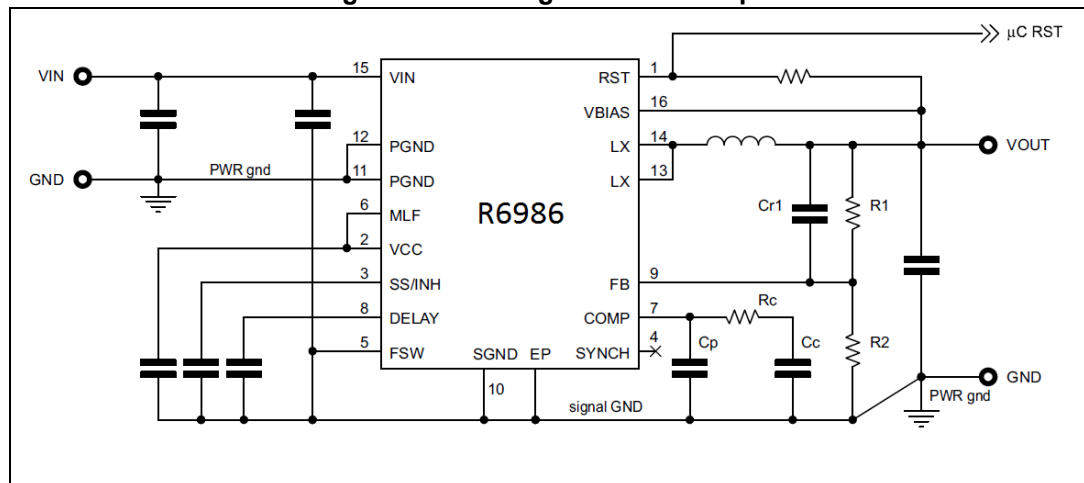 VIN
GND
PWR gnd
15 VIN
12 PGND
11 PGND
6 MLF
2 VCC
3 SS/INH
8 DELAY
5 FSW
R6986
SGND EP
10
signal GND
RST 1
VBIAS 16
LX 14
LX 13
FB 9
COMP 7
SYNCH 4
µC RST
VOUT
Cr1
R1
Rc
Cp
Cc
R2
GND
PWR gnd